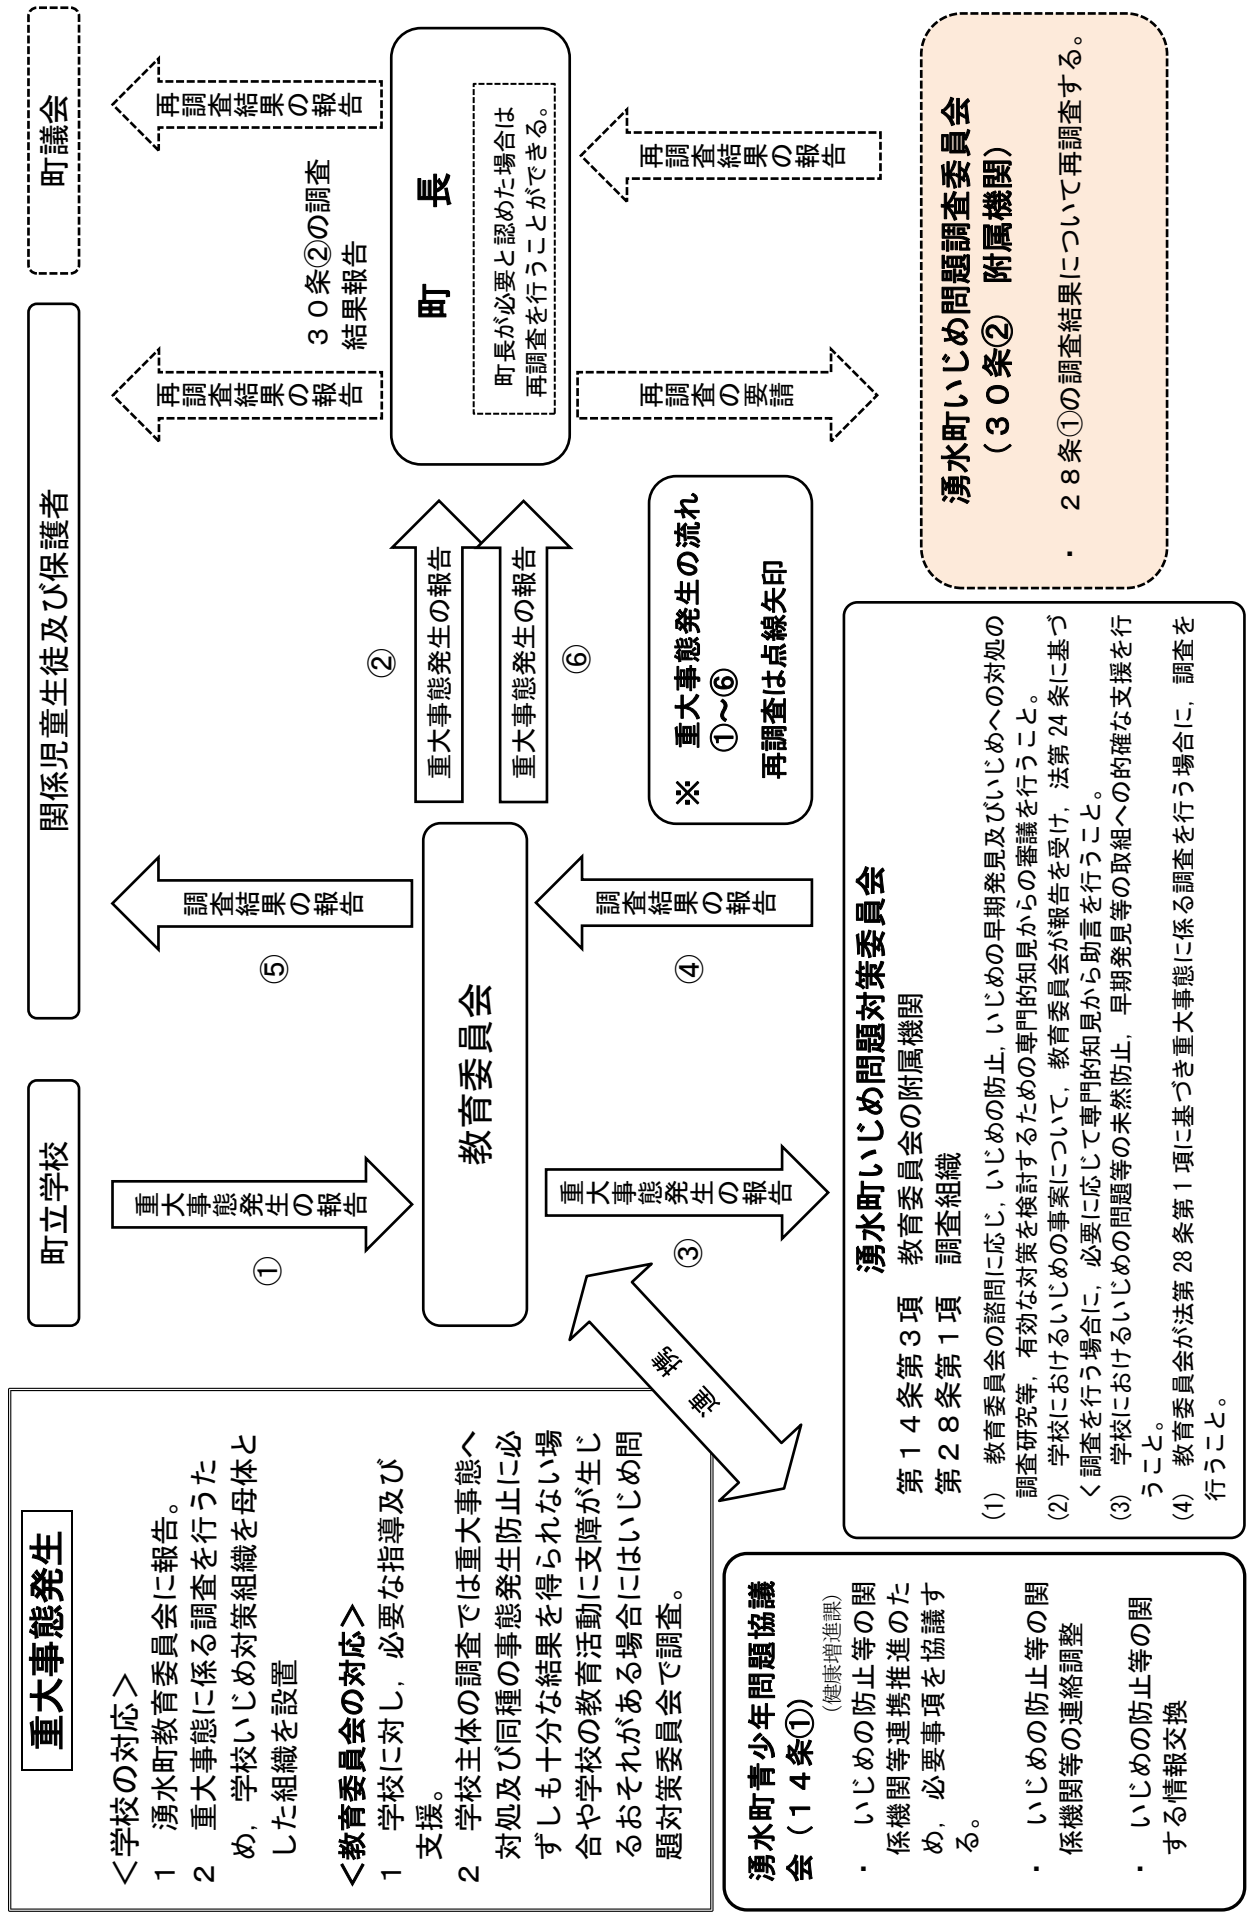 重大事態発生
＜学校の対応＞
１　湧水町教育委員会に報告。
２　重大事態に係る調査を行うた
め，学校いじめ対策組織を母体と
した組織を設置
＜教育委員会の対応＞
１　学校に対し，必要な指導及び
支援。
２　学校主体の調査では重大事態へ
対処及び同種の事態発生防止に必
ずしも十分な結果を得られない場
合や学校の教育活動に支障が生じ
るおそれがある場合にはいじめ問
題対策委員会で調査。
町立学校
関係児童生徒及び保護者
町議会
①
重大事態発生の報告
⑤
調査結果の報告
再調査結果の報告
３０条②の調査
結果報告
再調査結果の報告
教育委員会
②
重大事態発生の報告
重大事態発生の報告
⑥
町　長
町長が必要と認めた場合は
再調査を行うことができる。
連　携
③
重大事態発生の報告
④
調査結果の報告
※　重大事態発生の流れ
①～⑥
再調査は点線矢印
再調査の要請
再調査結果の報告
湧水町青少年問題協議
会（１４条①）
（健康増進課）
・　いじめの防止等の関
係機関等連携推進のた
め，必要事項を協議す
る。
・　いじめの防止等の関
係機関等の連絡調整
・　いじめの防止等の関
する情報交換
湧水町いじめ問題対策委員会
第１４条第３項　教育委員会の附属機関
第２８条第１項　調査組織
(1)　教育委員会の諮問に応じ，いじめの防止，いじめの早期発見及びいじめへの対処の
調査研究等，有効な対策を検討するための専門的知見からの審議を行うこと。
(2)　学校におけるいじめの事案について，教育委員会が報告を受け，法第 24 条に基づ
く調査を行う場合に，必要に応じて専門的知見から助言を行うこと。
(3)　学校におけるいじめの問題等の未然防止，早期発見等の取組への的確な支援を行
うこと。
(4)　教育委員会が法第 28 条第 1 項に基づき重大事態に係る調査を行う場合に，調査を
行うこと。
湧水町いじめ問題調査委員会
（３０条②　附属機関）
・　２８条①の調査結果について再調査する。